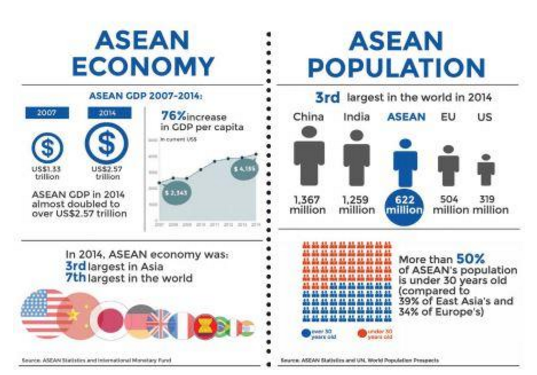 ASEAN
ECONOMY
ASEAN GDP 2007-2014:
2007
2014
US$1.33
trillion
US$2.57
trillion
ASEAN GDP in 2014
almost doubled to
over US$2.57 trillion
76% increase
in GDP per capita
in current US$
$ 2,343
$ 4,135
In 2014, ASEAN economy was:
3rd largest in Asia
7th largest in the world
Source: ASEAN Statistics and International Monetary Fund
ASEAN
POPULATION
3rd largest in the world in 2014
China India ASEAN EU US
1,367
million
1,259
million
622
million
504
million
319
million
More than 50%
of ASEAN's population
is under 30 years old
(compared to
39% of East Asia's and
34% of Europe's)
over 30
years old
under 30
years old
Source: ASEAN Statistics and UN, World Population Prospects